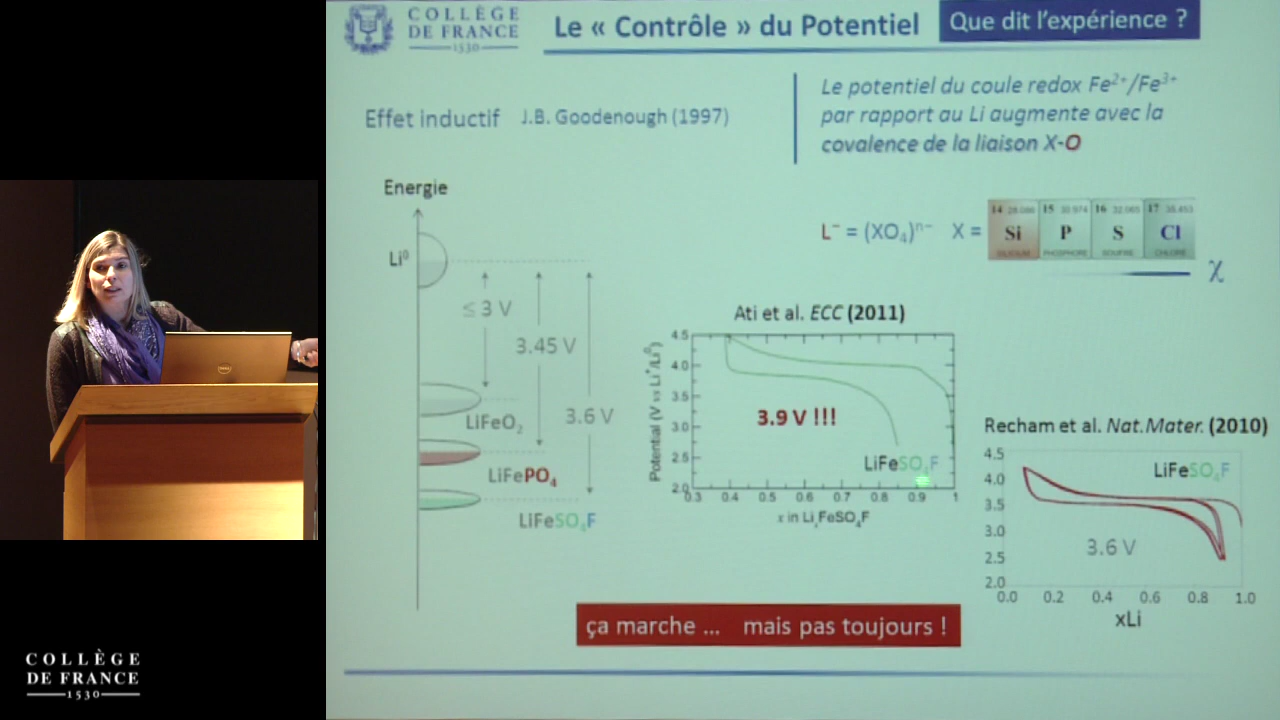 COLLÈGE
DE FRANCE
1530
Le « Contrôle » du Potentiel
Que dit l'expérience ?
Effet inductif J.B. Goodenough (1997)
Le potentiel du coule redox Fe²⁺/Fe³⁺
par rapport au Li augmente avec la
covalence de la liaison X-O
Energie
Li⁰
≤ 3 V
3.45 V
3.6 V
LiFeO₂
LiFePO₄
LiFeSO₄F
L⁻ = (XO₄)ⁿ⁻ X =
14 28.086 15 30.974 16 32.065 17 35.453
Si P S Cl
SILICIUM PHOSPHORE SOUFRE CHLORE
χ
Ati et al. ECC (2011)
Potentiel (V vs Li⁺/Li⁰)
4.5
4.0
3.5
3.0
2.5
2.0
3.9 V !!!
LiFeSO₄F
0.3 0.4 0.5 0.6 0.7 0.8 0.9 1
x in LiₓFeSO₄F
Recham et al. Nat.Mater. (2010)
4.5
4.0
3.5
3.0
2.5
2.0
LiFeSO₄F
3.6 V
0.0 0.2 0.4 0.6 0.8 1.0
xLi
ça marche ... mais pas toujours !
DELL
COLLÈGE
DE FRANCE
1530